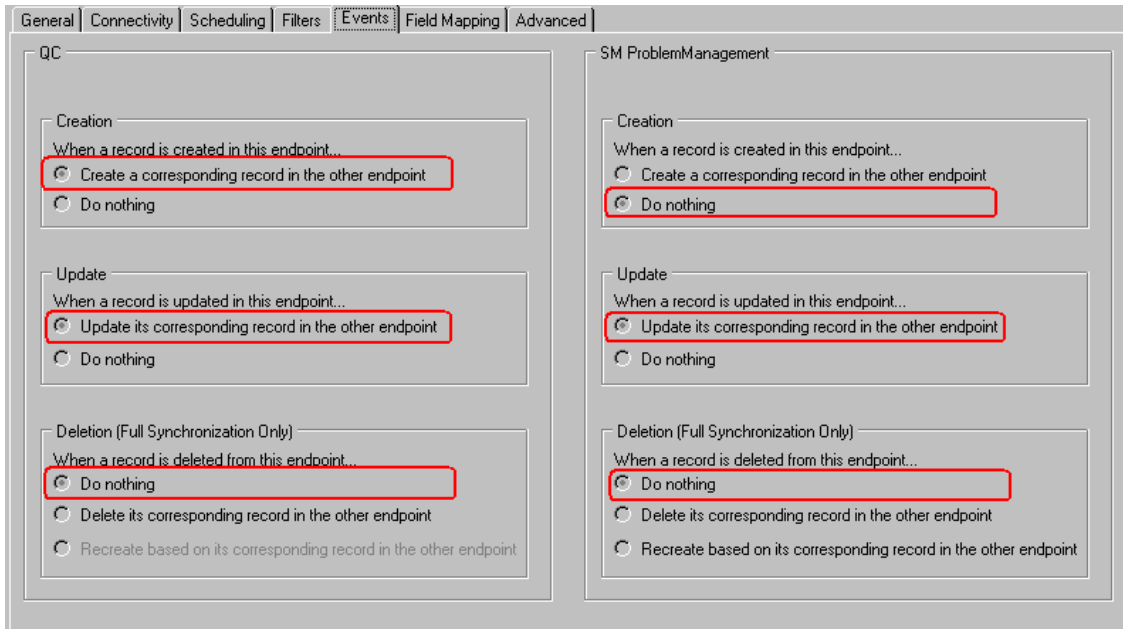 General Connectivity Scheduling Filters Events Field Mapping Advanced
QC
Creation
When a record is created in this endpoint...
Create a corresponding record in the other endpoint
Do nothing
Update
When a record is updated in this endpoint...
Update its corresponding record in the other endpoint
Do nothing
Deletion (Full Synchronization Only)
When a record is deleted from this endpoint...
Do nothing
Delete its corresponding record in the other endpoint
Recreate based on its corresponding record in the other endpoint
SM ProblemManagement
Creation
When a record is created in this endpoint...
Create a corresponding record in the other endpoint
Do nothing
Update
When a record is updated in this endpoint...
Update its corresponding record in the other endpoint
Do nothing
Deletion (Full Synchronization Only)
When a record is deleted from this endpoint...
Do nothing
Delete its corresponding record in the other endpoint
Recreate based on its corresponding record in the other endpoint